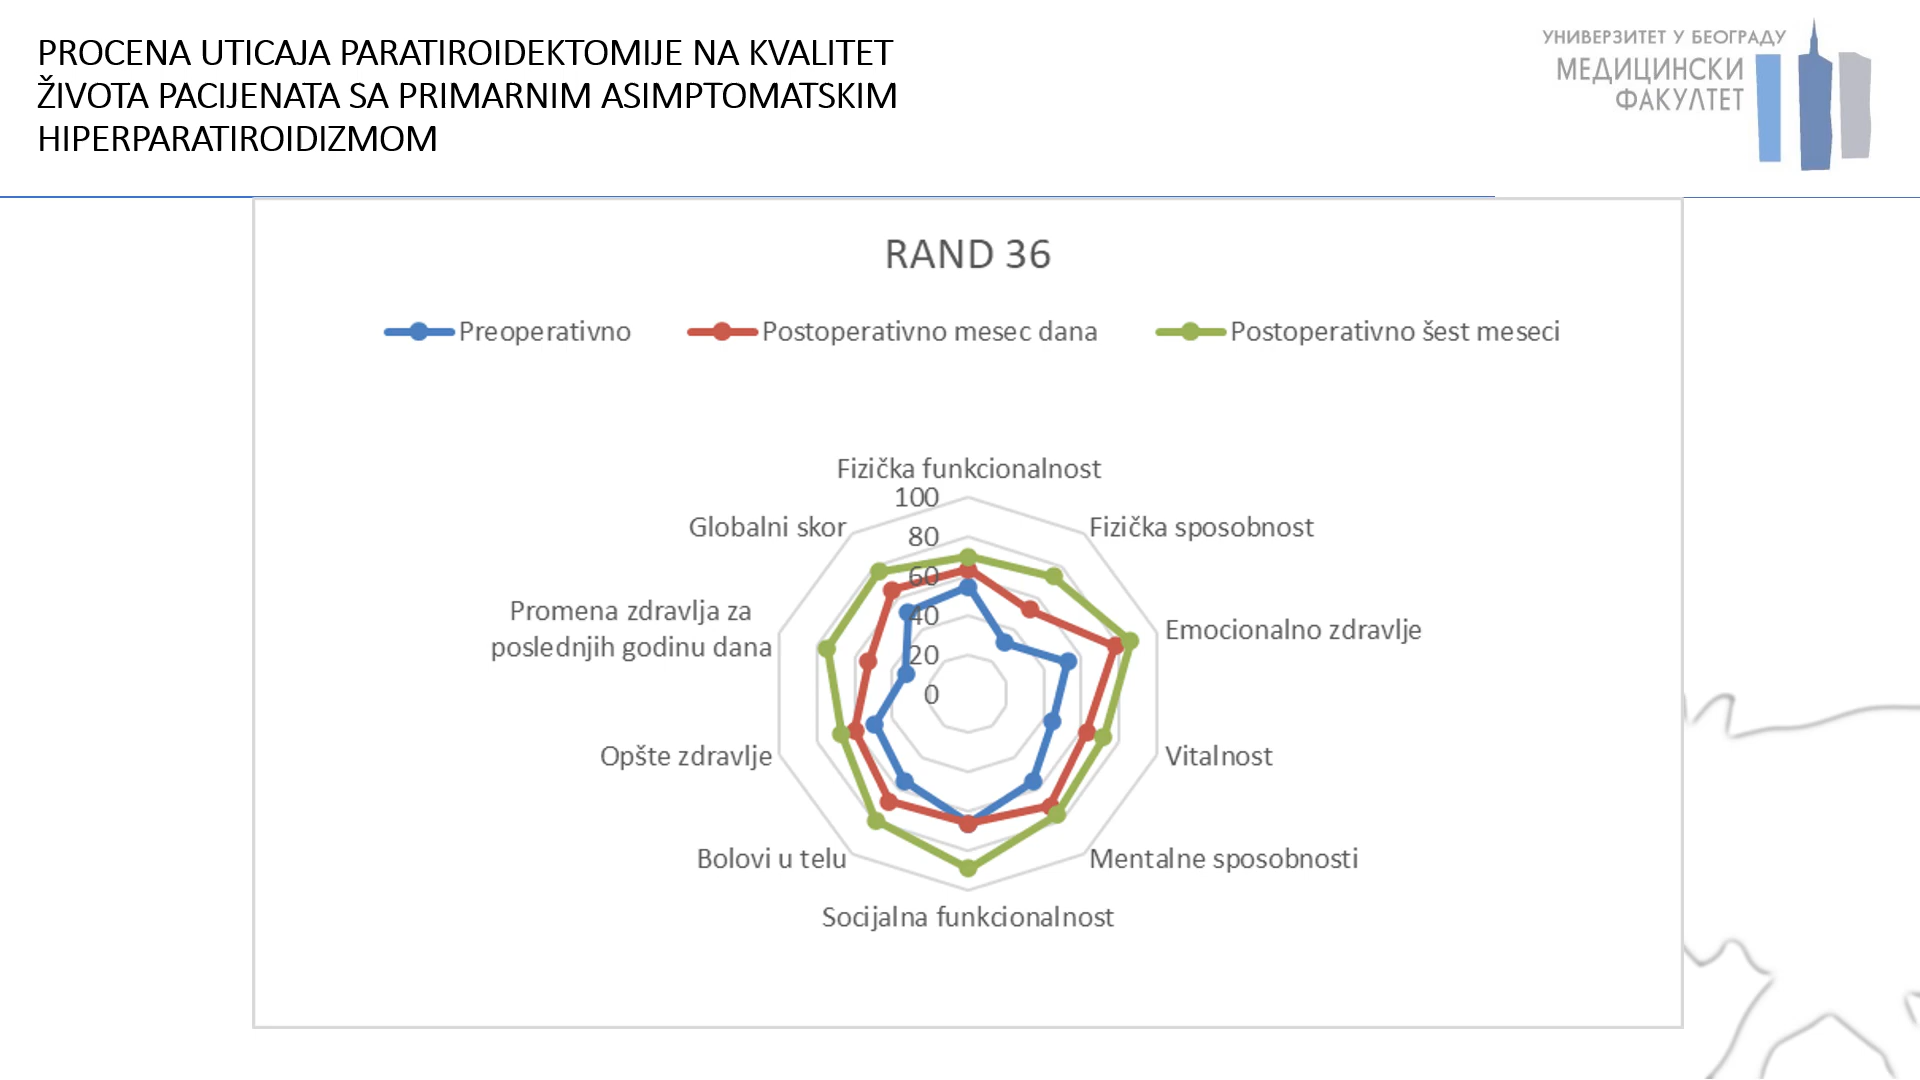 PROCENA UTICAJA PARATIROIDEKTOMIJE NA KVALITET
ŽIVOTA PACIJENATA SA PRIMARNIM ASIMPTOMATSKIM
HIPERPARATIROIDIZMOM
УНИВЕРЗИТЕТ У БЕОГРАДУ
МЕДИЦИНСКИ
ФАКУЛТЕТ
RAND 36
Preoperativno
Postoperativno mesec dana
Postoperativno šest meseci
Fizička funkcionalnost
100
Globalni skor
Fizička sposobnost
80
60
Promena zdravlja za
poslednjih godinu dana
40
Emocionalno zdravlje
20
0
Opšte zdravlje
Vitalnost
Bolovi u telu
Mentalne sposobnosti
Socijalna funkcionalnost